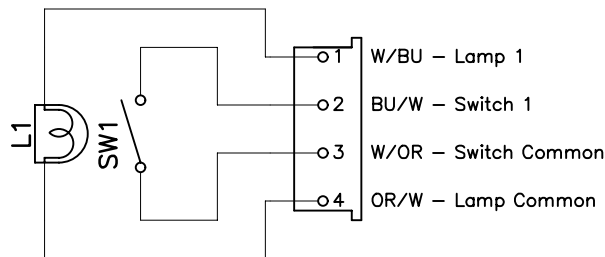 1 W/BU – Lamp 1
2 BU/W – Switch 1
3 W/OR – Switch Common
4 OR/W – Lamp Common
L1
SW1